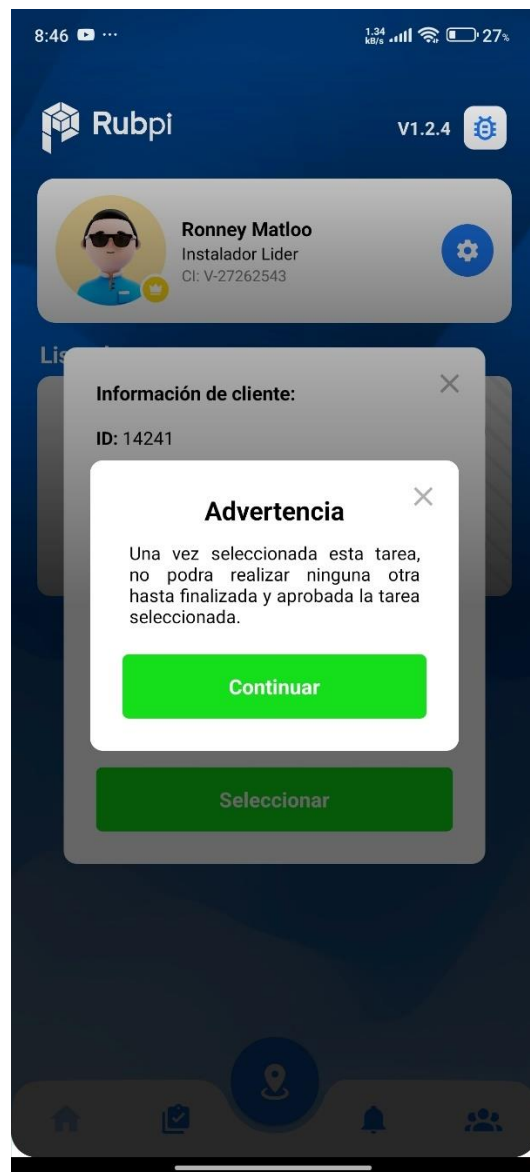 8:46 ...
1.34 kB/s 27%
Rubpi
V1.2.4
Ronney Matloo
Instalador Lider
CI: V-27262543
Lis
Información de cliente:
ID: 14241
Advertencia
Una vez seleccionada esta tarea,
no podra realizar ninguna otra
hasta finalizada y aprobada la tarea
seleccionada.
Continuar
Seleccionar